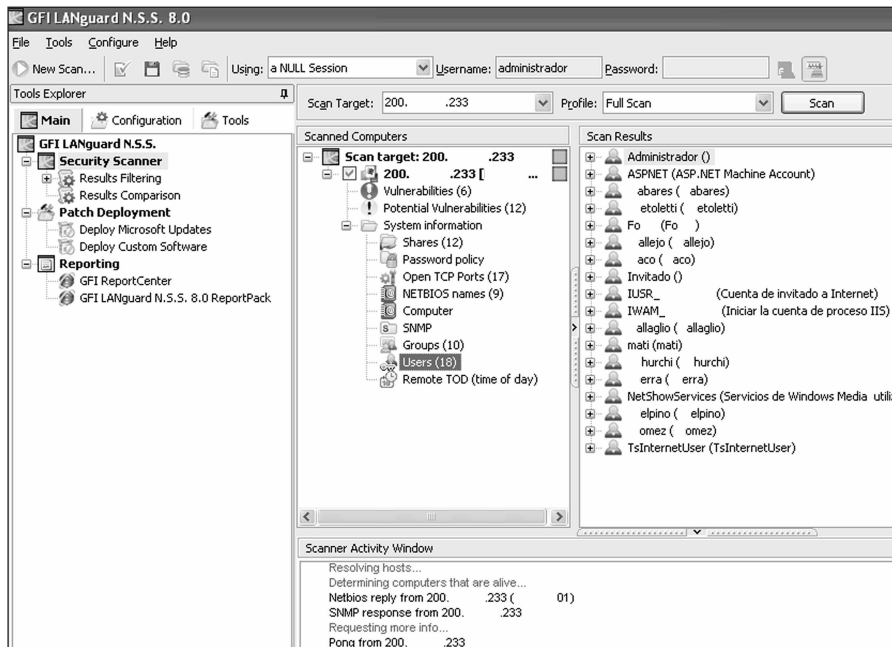 GFI LANguard N.S.S. 8.0
File Tools Configure Help
New Scan... Using: a NULL Session Username: administrador Password:
Tools Explorer
Main Configuration Tools
GFI LANguard N.S.S.
Security Scanner
Results Filtering
Results Comparison
Patch Deployment
Deploy Microsoft Updates
Deploy Custom Software
Reporting
GFI ReportCenter
GFI LANguard N.S.S. 8.0 ReportPack
Scan Target: 200. .233 Profile: Full Scan Scan
Scanned Computers
Scan target: 200. .233
200. .233 [ ...
Vulnerabilities (6)
Potential Vulnerabilities (12)
System information
Shares (12)
Password policy
Open TCP Ports (17)
NETBIOS names (9)
Computer
SNMP
Groups (10)
Users (18)
Remote TOD (time of day)
Scan Results
Administrador ()
ASPNET (ASP.NET Machine Account)
abares ( abares)
etoletti ( etoletti)
Fo (Fo )
allejo ( allejo)
aco ( aco)
Invitado ()
IUSR_ (Cuenta de invitado a Internet)
IWAM_ (Iniciar la cuenta de proceso IIS)
allaglio ( allaglio)
mati (mati)
hurchi ( hurchi)
erra ( erra)
NetShowServices (Servicios de Windows Media utili
elpino ( elpino)
omez ( omez)
TsInternetUser (TsInternetUser)
Scanner Activity Window
Resolving hosts...
Determining computers that are alive...
Netbios reply from 200. .233 ( 01)
SNMP response from 200. .233
Requesting more info...
Pong from 200. .233